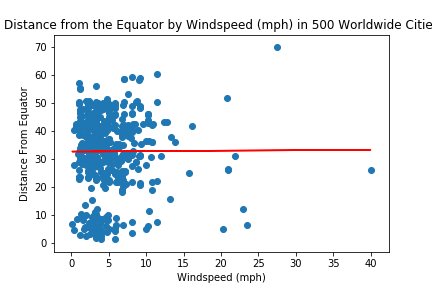 Distance from the Equator by Windspeed (mph) in 500 Worldwide Citie
70
60
50
40
30
20
10
0
Distance From Equator
0 5 10 15 20 25 30 35 40
Windspeed (mph)